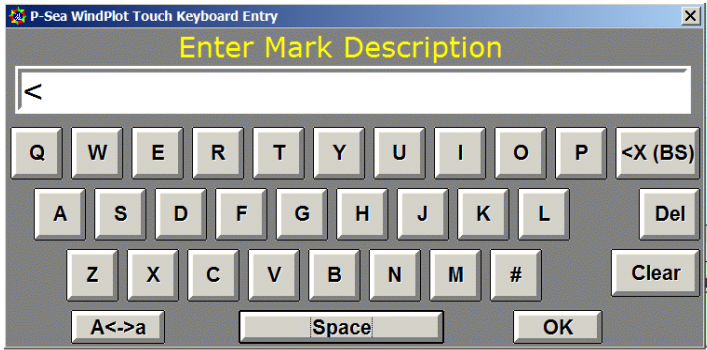 P-Sea WindPlot Touch Keyboard Entry
Enter Mark Description
<
Q W E R T Y U I O P <X (BS)
A S D F G H J K L Del
Z X C V B N M # Clear
A<->a Space OK